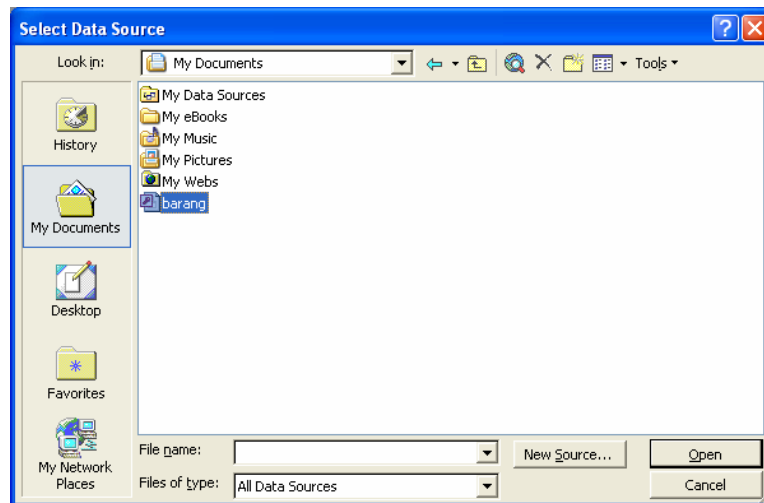 Select Data Source
Look in:
My Documents
Tools
History
My Documents
Desktop
Favorites
My Network
Places
My Data Sources
My eBooks
My Music
My Pictures
My Webs
barang
File name:
New Source...
Open
Files of type:
All Data Sources
Cancel